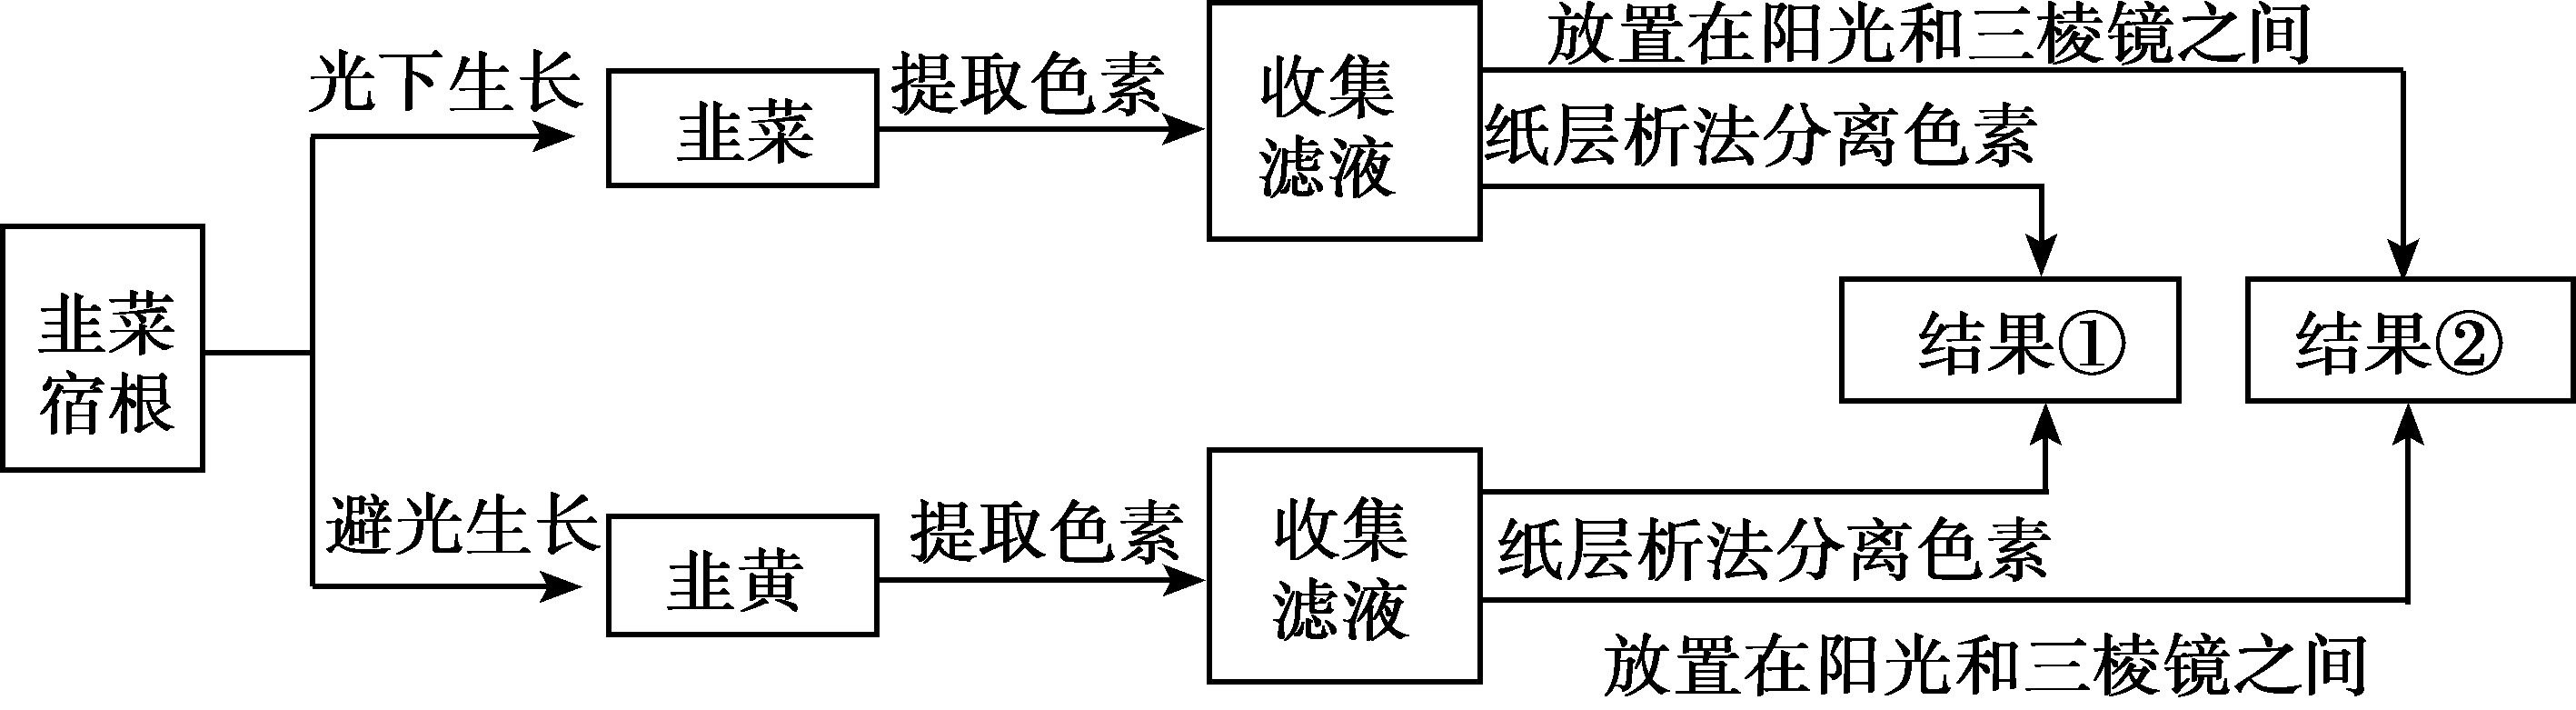 放置在阳光和三棱镜之间
光下生长
提取色素
韭菜
收集
滤液
纸层析法分离色素
韭菜
宿根
结果①
结果②
避光生长
提取色素
韭黄
收集
滤液
纸层析法分离色素
放置在阳光和三棱镜之间